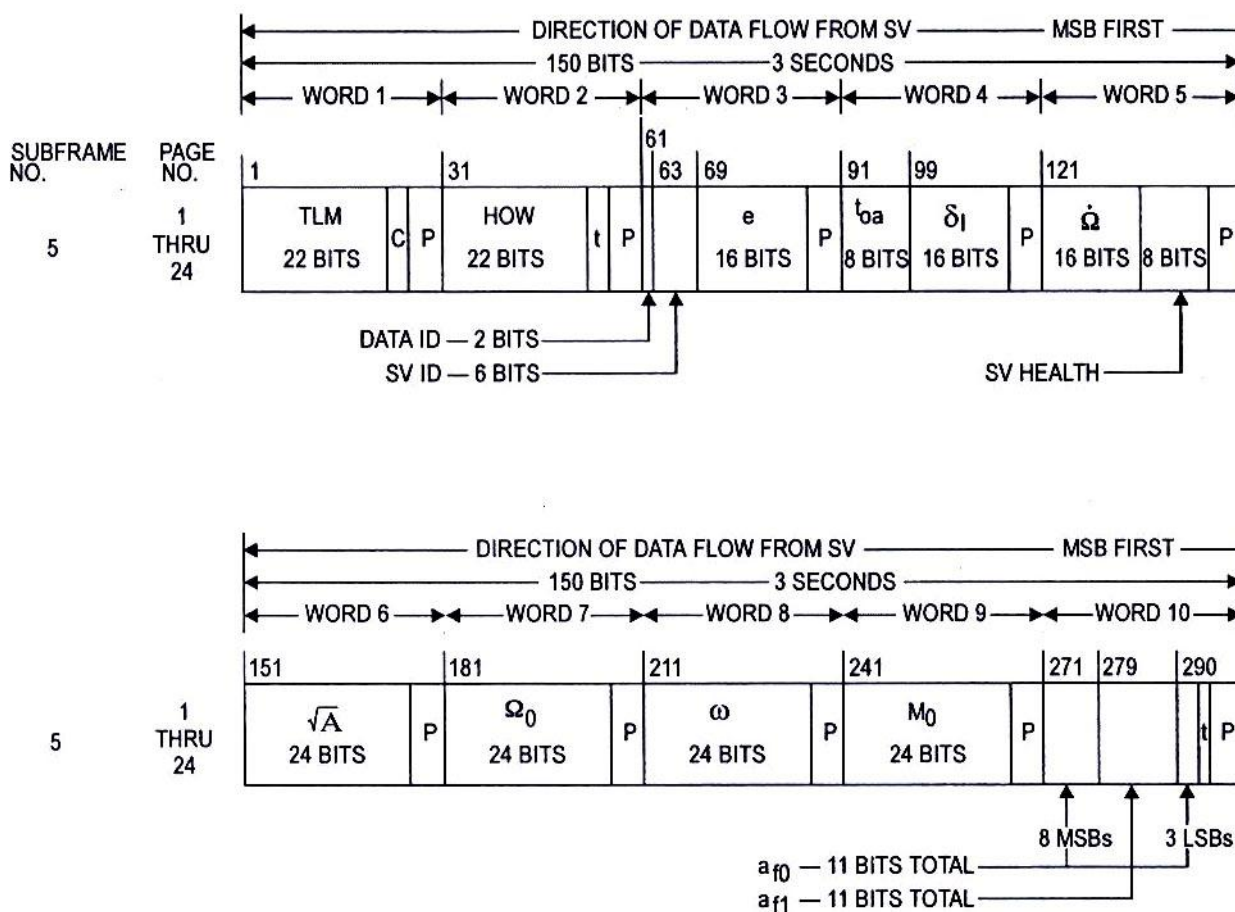 DIRECTION OF DATA FLOW FROM SV MSB FIRST
150 BITS 3 SECONDS
WORD 1 WORD 2 WORD 3 WORD 4 WORD 5
SUBFRAME NO. PAGE NO.
1 31 61 63 69 91 99 121
5
1 THRU 24
TLM 22 BITS
C
P
HOW 22 BITS
t
P
e 16 BITS
P
t_oa 8 BITS
δ_I 16 BITS
P
Ω̇ 16 BITS
8 BITS
P
DATA ID — 2 BITS
SV ID — 6 BITS
SV HEALTH
DIRECTION OF DATA FLOW FROM SV MSB FIRST
150 BITS 3 SECONDS
WORD 6 WORD 7 WORD 8 WORD 9 WORD 10
151 181 211 241 271 279 290
5
1 THRU 24
√A 24 BITS
P
Ω_0 24 BITS
P
ω 24 BITS
P
M_0 24 BITS
P
t
P
8 MSBs 3 LSBs
a_f0 — 11 BITS TOTAL
a_f1 — 11 BITS TOTAL